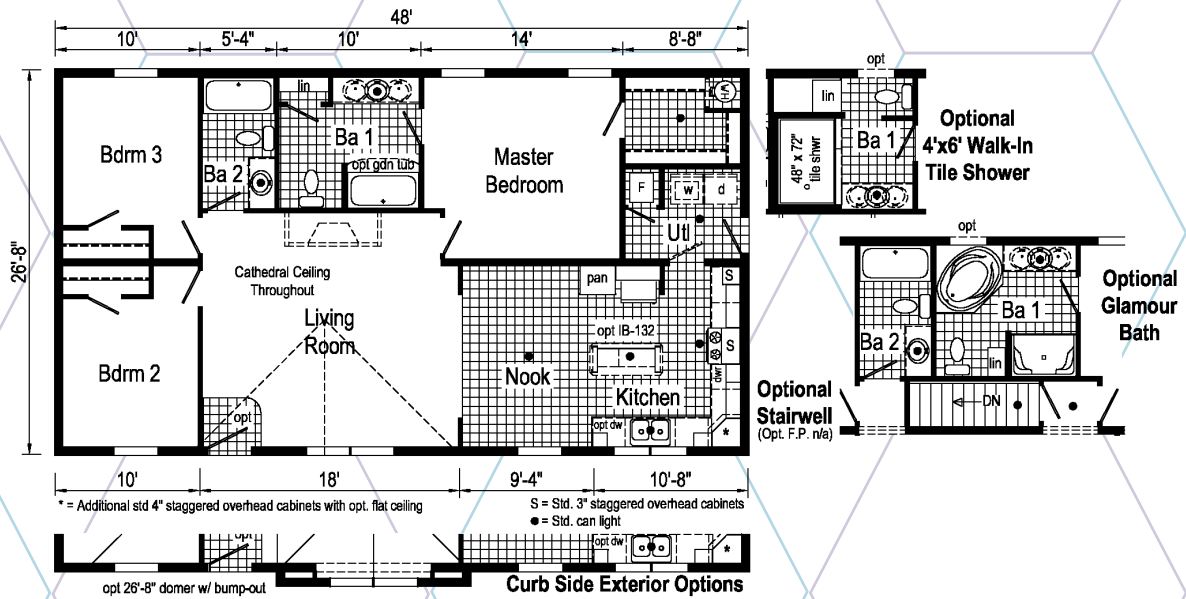 48'
10'
5'-4"
10'
14'
8'-8"
26'-8"
Bdrm 3
Ba 2
lin
Ba 1
opt gdn tub
Master
Bedroom
WH
F
w
d
Utl
Cathedral Ceiling
Throughout
Living
Room
Bdrm 2
opt
pan
S
opt IB-132
S
Nook
Kitchen
dwr
opt dw
*
10'
18'
9'-4"
10'-8"
* = Additional std 4" staggered overhead cabinets with opt. flat ceiling
S = Std. 3" staggered overhead cabinets
● = Std. can light
opt
opt dw
*
opt 26'-8" domer w/ bump-out
Curb Side Exterior Options
opt
lin
Ba 1
48" x 72"
tile shwr
Optional
4'x6' Walk-In
Tile Shower
opt
Ba 1
Ba 2
lin
Optional
Glamour
Bath
Optional
Stairwell
(Opt. F.P. n/a)
DN